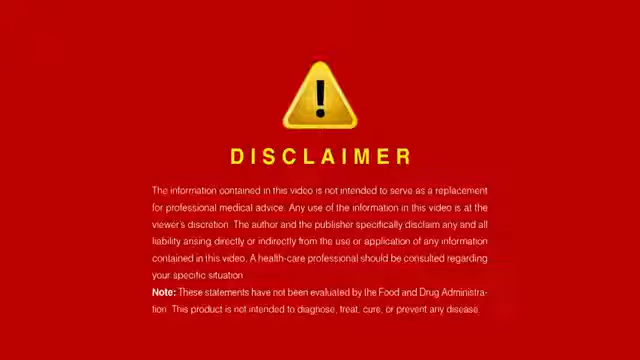 DISCLAIMER
The information contained in this video is not intended to serve as a replacement
for professional medical advice. Any use of the information in this video is at the
viewer's discretion. The author and the publisher specifically disclaim any and all
liability arising directly or indirectly from the use or application of any information
contained in this video. A health-care professional should be consulted regarding
your specific situation.
Note: These statements have not been evaluated by the Food and Drug Administra-
tion. This product is not intended to diagnose, treat, cure, or prevent any disease.